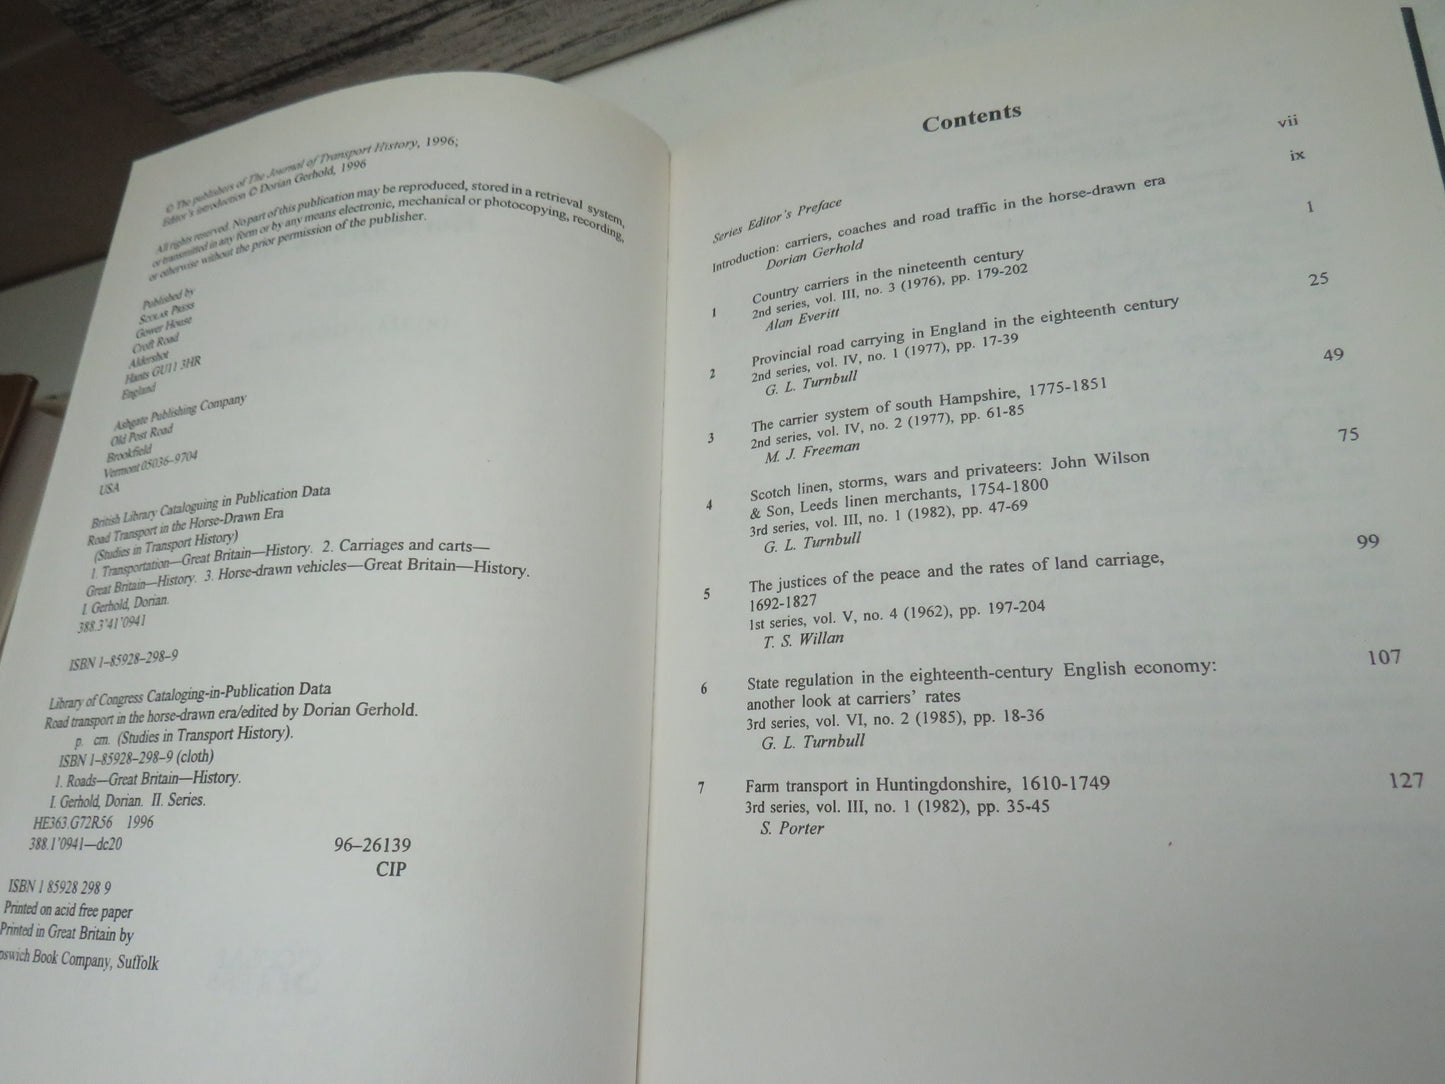 © The publishers of The Journal of Transport History, 1996;
Editor's introduction © Dorian Gerhold, 1996
All rights reserved. No part of this publication may be reproduced, stored in a retrieval system,
or transmitted in any form or by any means electronic, mechanical or photocopying, recording,
or otherwise without the prior permission of the publisher.
Published by
SCOLAR PRESS
Gower House
Croft Road
Aldershot
Hants GU11 3HR
England
Ashgate Publishing Company
Old Post Road
Brookfield
Vermont 05036–9704
USA
British Library Cataloguing in Publication Data
Road Transport in the Horse-Drawn Era
(Studies in Transport History)
1. Transportation—Great Britain—History. 2. Carriages and carts—
Great Britain—History. 3. Horse-drawn vehicles—Great Britain—History.
I. Gerhold, Dorian.
388.3'41'0941
ISBN 1–85928–298–9
Library of Congress Cataloging-in-Publication Data
Road transport in the horse-drawn era/edited by Dorian Gerhold.
p. cm. (Studies in Transport History).
ISBN 1–85928–298–9 (cloth)
1. Roads—Great Britain—History.
I. Gerhold, Dorian. II. Series.
HE363.G72R56 1996
388.1'0941—dc20
96–26139
CIP
ISBN 1 85928 298 9
Printed on acid free paper
Printed in Great Britain by
pswich Book Company, Suffolk
Contents
Series Editor's Preface vii
Introduction: carriers, coaches and road traffic in the horse-drawn era ix
Dorian Gerhold
1 Country carriers in the nineteenth century 1
2nd series, vol. III, no. 3 (1976), pp. 179-202
Alan Everitt
2 Provincial road carrying in England in the eighteenth century 25
2nd series, vol. IV, no. 1 (1977), pp. 17-39
G. L. Turnbull
3 The carrier system of south Hampshire, 1775-1851 49
2nd series, vol. IV, no. 2 (1977), pp. 61-85
M. J. Freeman
4 Scotch linen, storms, wars and privateers: John Wilson 75
& Son, Leeds linen merchants, 1754-1800
3rd series, vol. III, no. 1 (1982), pp. 47-69
G. L. Turnbull
5 The justices of the peace and the rates of land carriage, 99
1692-1827
1st series, vol. V, no. 4 (1962), pp. 197-204
T. S. Willan
6 State regulation in the eighteenth-century English economy: 107
another look at carriers' rates
3rd series, vol. VI, no. 2 (1985), pp. 18-36
G. L. Turnbull
7 Farm transport in Huntingdonshire, 1610-1749 127
3rd series, vol. III, no. 1 (1982), pp. 35-45
S. Porter